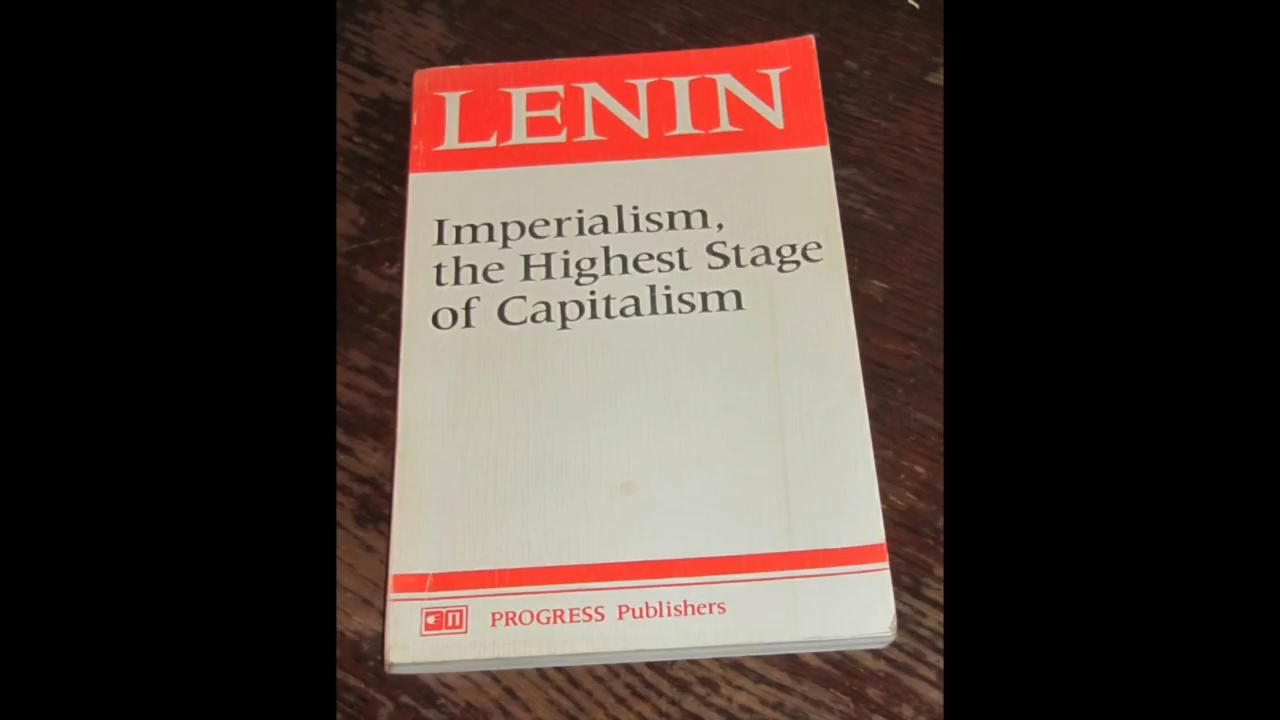 LENIN
Imperialism,
the Highest Stage
of Capitalism
PROGRESS Publishers